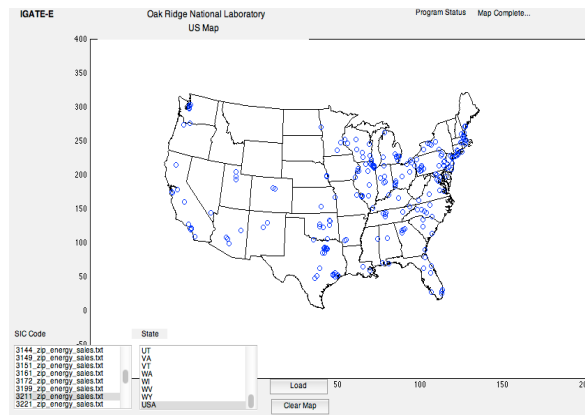 IGATE-E Oak Ridge National Laboratory Program Status Map Complete...
US Map
400
350
300
250
200
150
100
50
0
SIC Code State
3144_zip_energy_sales.txt UT
3149_zip_energy_sales.txt VA
3151_zip_energy_sales.txt VT
3161_zip_energy_sales.txt WA
3172_zip_energy_sales.txt WI
3199_zip_energy_sales.txt WV
3211_zip_energy_sales.txt WY
3221_zip_energy_sales.txt USA
Load 50 100 150 200
Clear Map